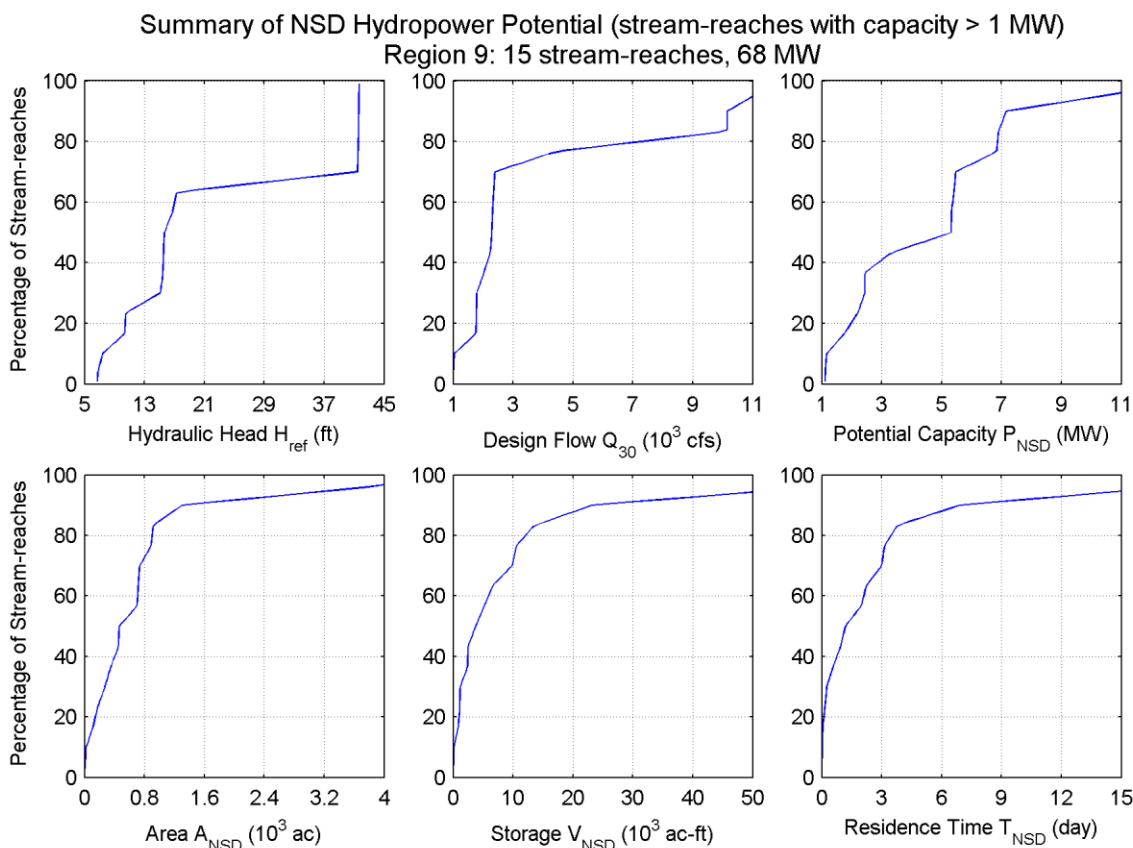 Summary of NSD Hydropower Potential (stream-reaches with capacity > 1 MW)
Region 9: 15 stream-reaches, 68 MW
Percentage of Stream-reaches
100
80
60
40
20
0
5 13 21 29 37 45
Hydraulic Head H_ref (ft)
100
80
60
40
20
0
1 3 5 7 9 11
Design Flow Q_30 (10^3 cfs)
100
80
60
40
20
0
1 3 5 7 9 11
Potential Capacity P_NSD (MW)
Percentage of Stream-reaches
100
80
60
40
20
0
0 0.8 1.6 2.4 3.2 4
Area A_NSD (10^3 ac)
100
80
60
40
20
0
0 10 20 30 40 50
Storage V_NSD (10^3 ac-ft)
100
80
60
40
20
0
0 3 6 9 12 15
Residence Time T_NSD (day)